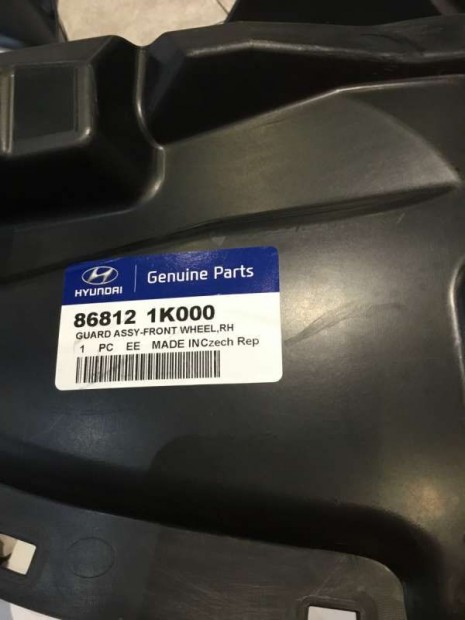 HYUNDAI
Genuine Parts
86812 1K000
GUARD ASSY-FRONT WHEEL,RH
1 PC EE MADE INCzech Rep